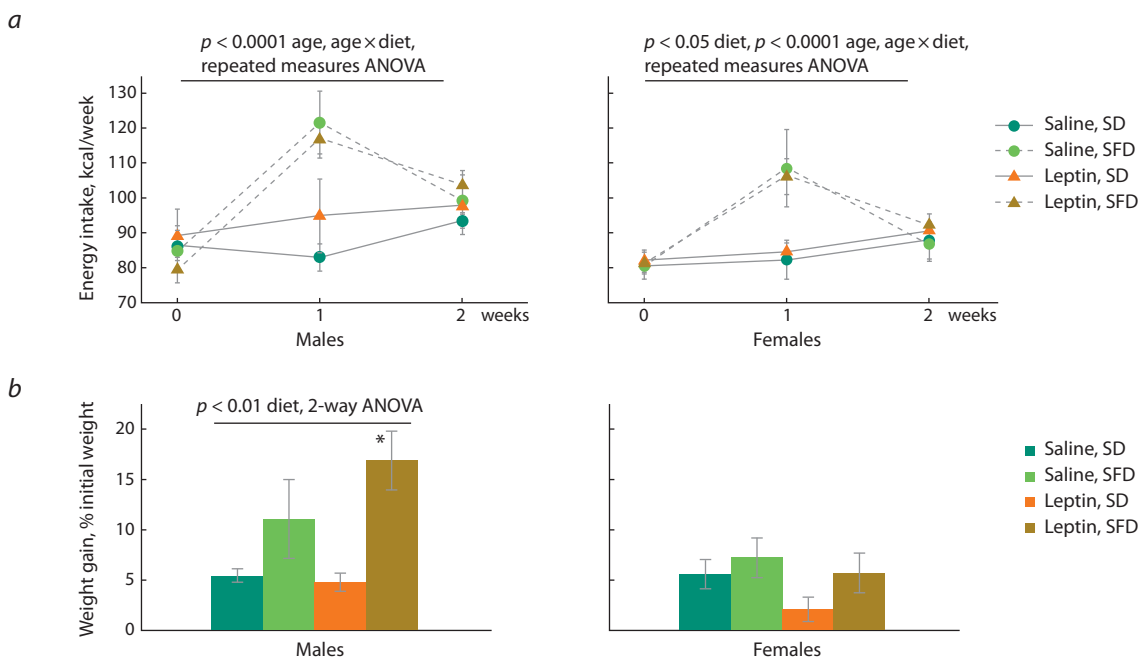 a
p < 0.0001 age, age × diet,
repeated measures ANOVA
130
120
110
100
90
80
70
Energy intake, kcal/week
0
1
2
weeks
Males
p < 0.05 diet, p < 0.0001 age, age × diet,
repeated measures ANOVA
0
1
2
weeks
Females
Saline, SD
Saline, SFD
Leptin, SD
Leptin, SFD
b
p < 0.01 diet, 2-way ANOVA
20
15
10
5
0
Weight gain, % initial weight
*
Males
Females
Saline, SD
Saline, SFD
Leptin, SD
Leptin, SFD